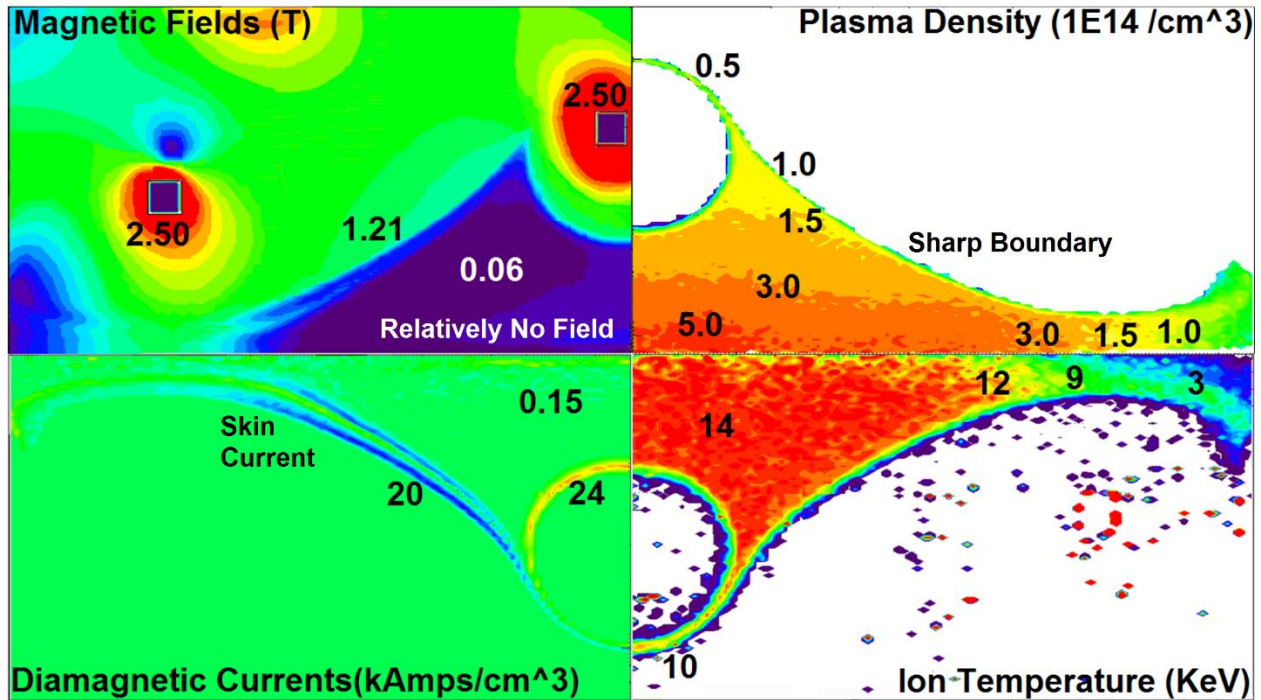 Magnetic Fields (T)
2.50
2.50
1.21
0.06
Relatively No Field
Plasma Density (1E14 /cm^3)
0.5
1.0
1.5
Sharp Boundary
3.0
5.0
3.0
1.5
1.0
0.15
Skin
Current
20
24
Diamagnetic Currents(kAmps/cm^3)
12
9
3
14
10
Ion Temperature (KeV)